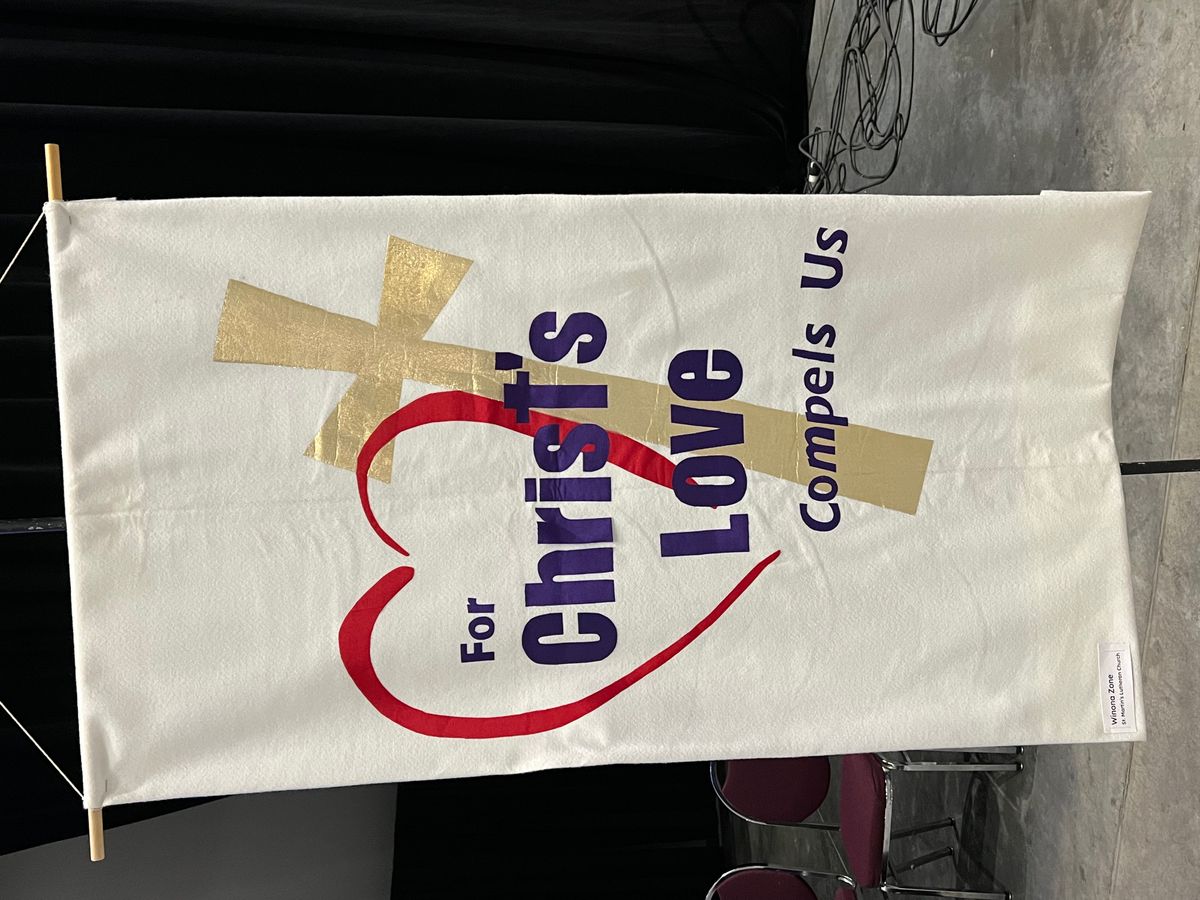 For
Christ's
Love
Compels Us
Winona Zone
St. Martin's Lutheran Church